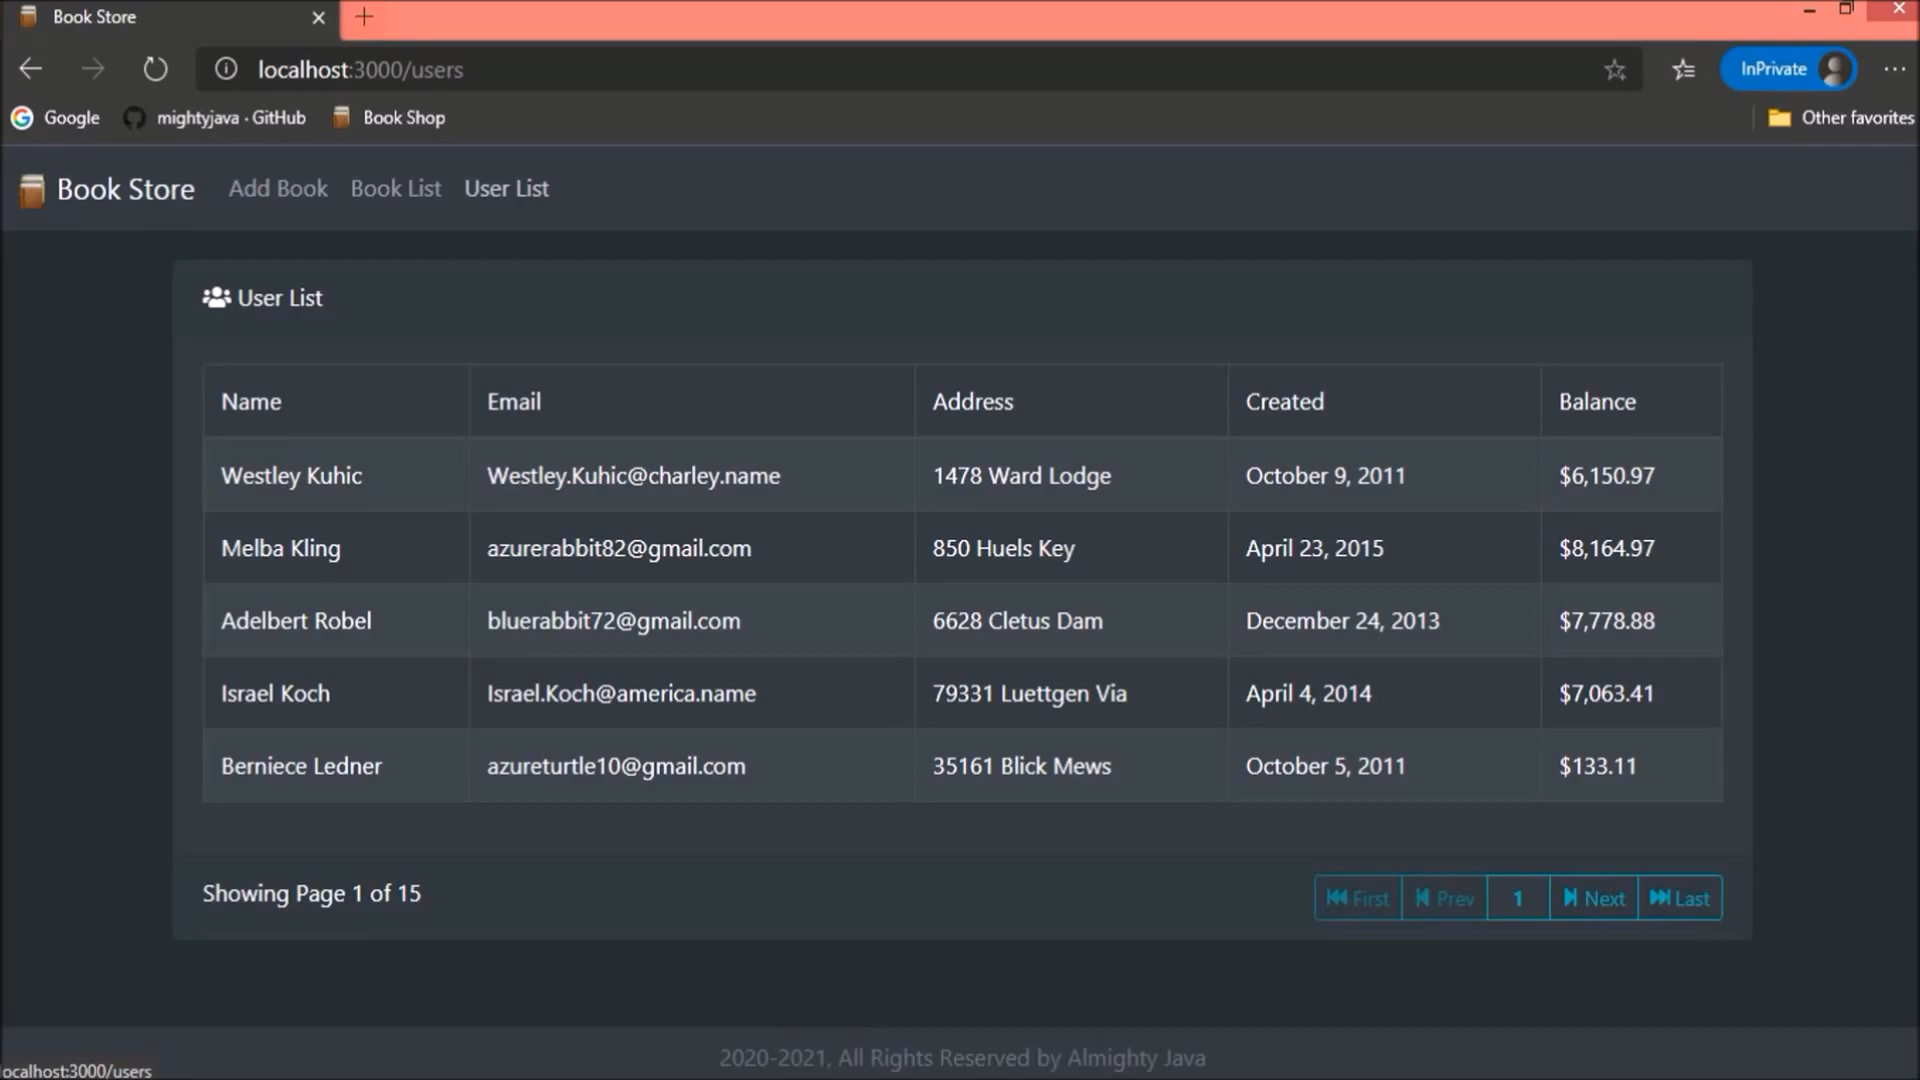 Book Store
localhost:3000/users
InPrivate
Google mightyjava · GitHub Book Shop Other favorites
Book Store Add Book Book List User List
User List
Name Email Address Created Balance
Westley Kuhic Westley.Kuhic@charley.name 1478 Ward Lodge October 9, 2011 $6,150.97
Melba Kling azurerabbit82@gmail.com 850 Huels Key April 23, 2015 $8,164.97
Adelbert Robel bluerabbit72@gmail.com 6628 Cletus Dam December 24, 2013 $7,778.88
Israel Koch Israel.Koch@america.name 79331 Luettgen Via April 4, 2014 $7,063.41
Berniece Ledner azureturtle10@gmail.com 35161 Blick Mews October 5, 2011 $133.11
Showing Page 1 of 15 First Prev 1 Next Last
2020-2021, All Rights Reserved by Almighty Java
localhost:3000/users